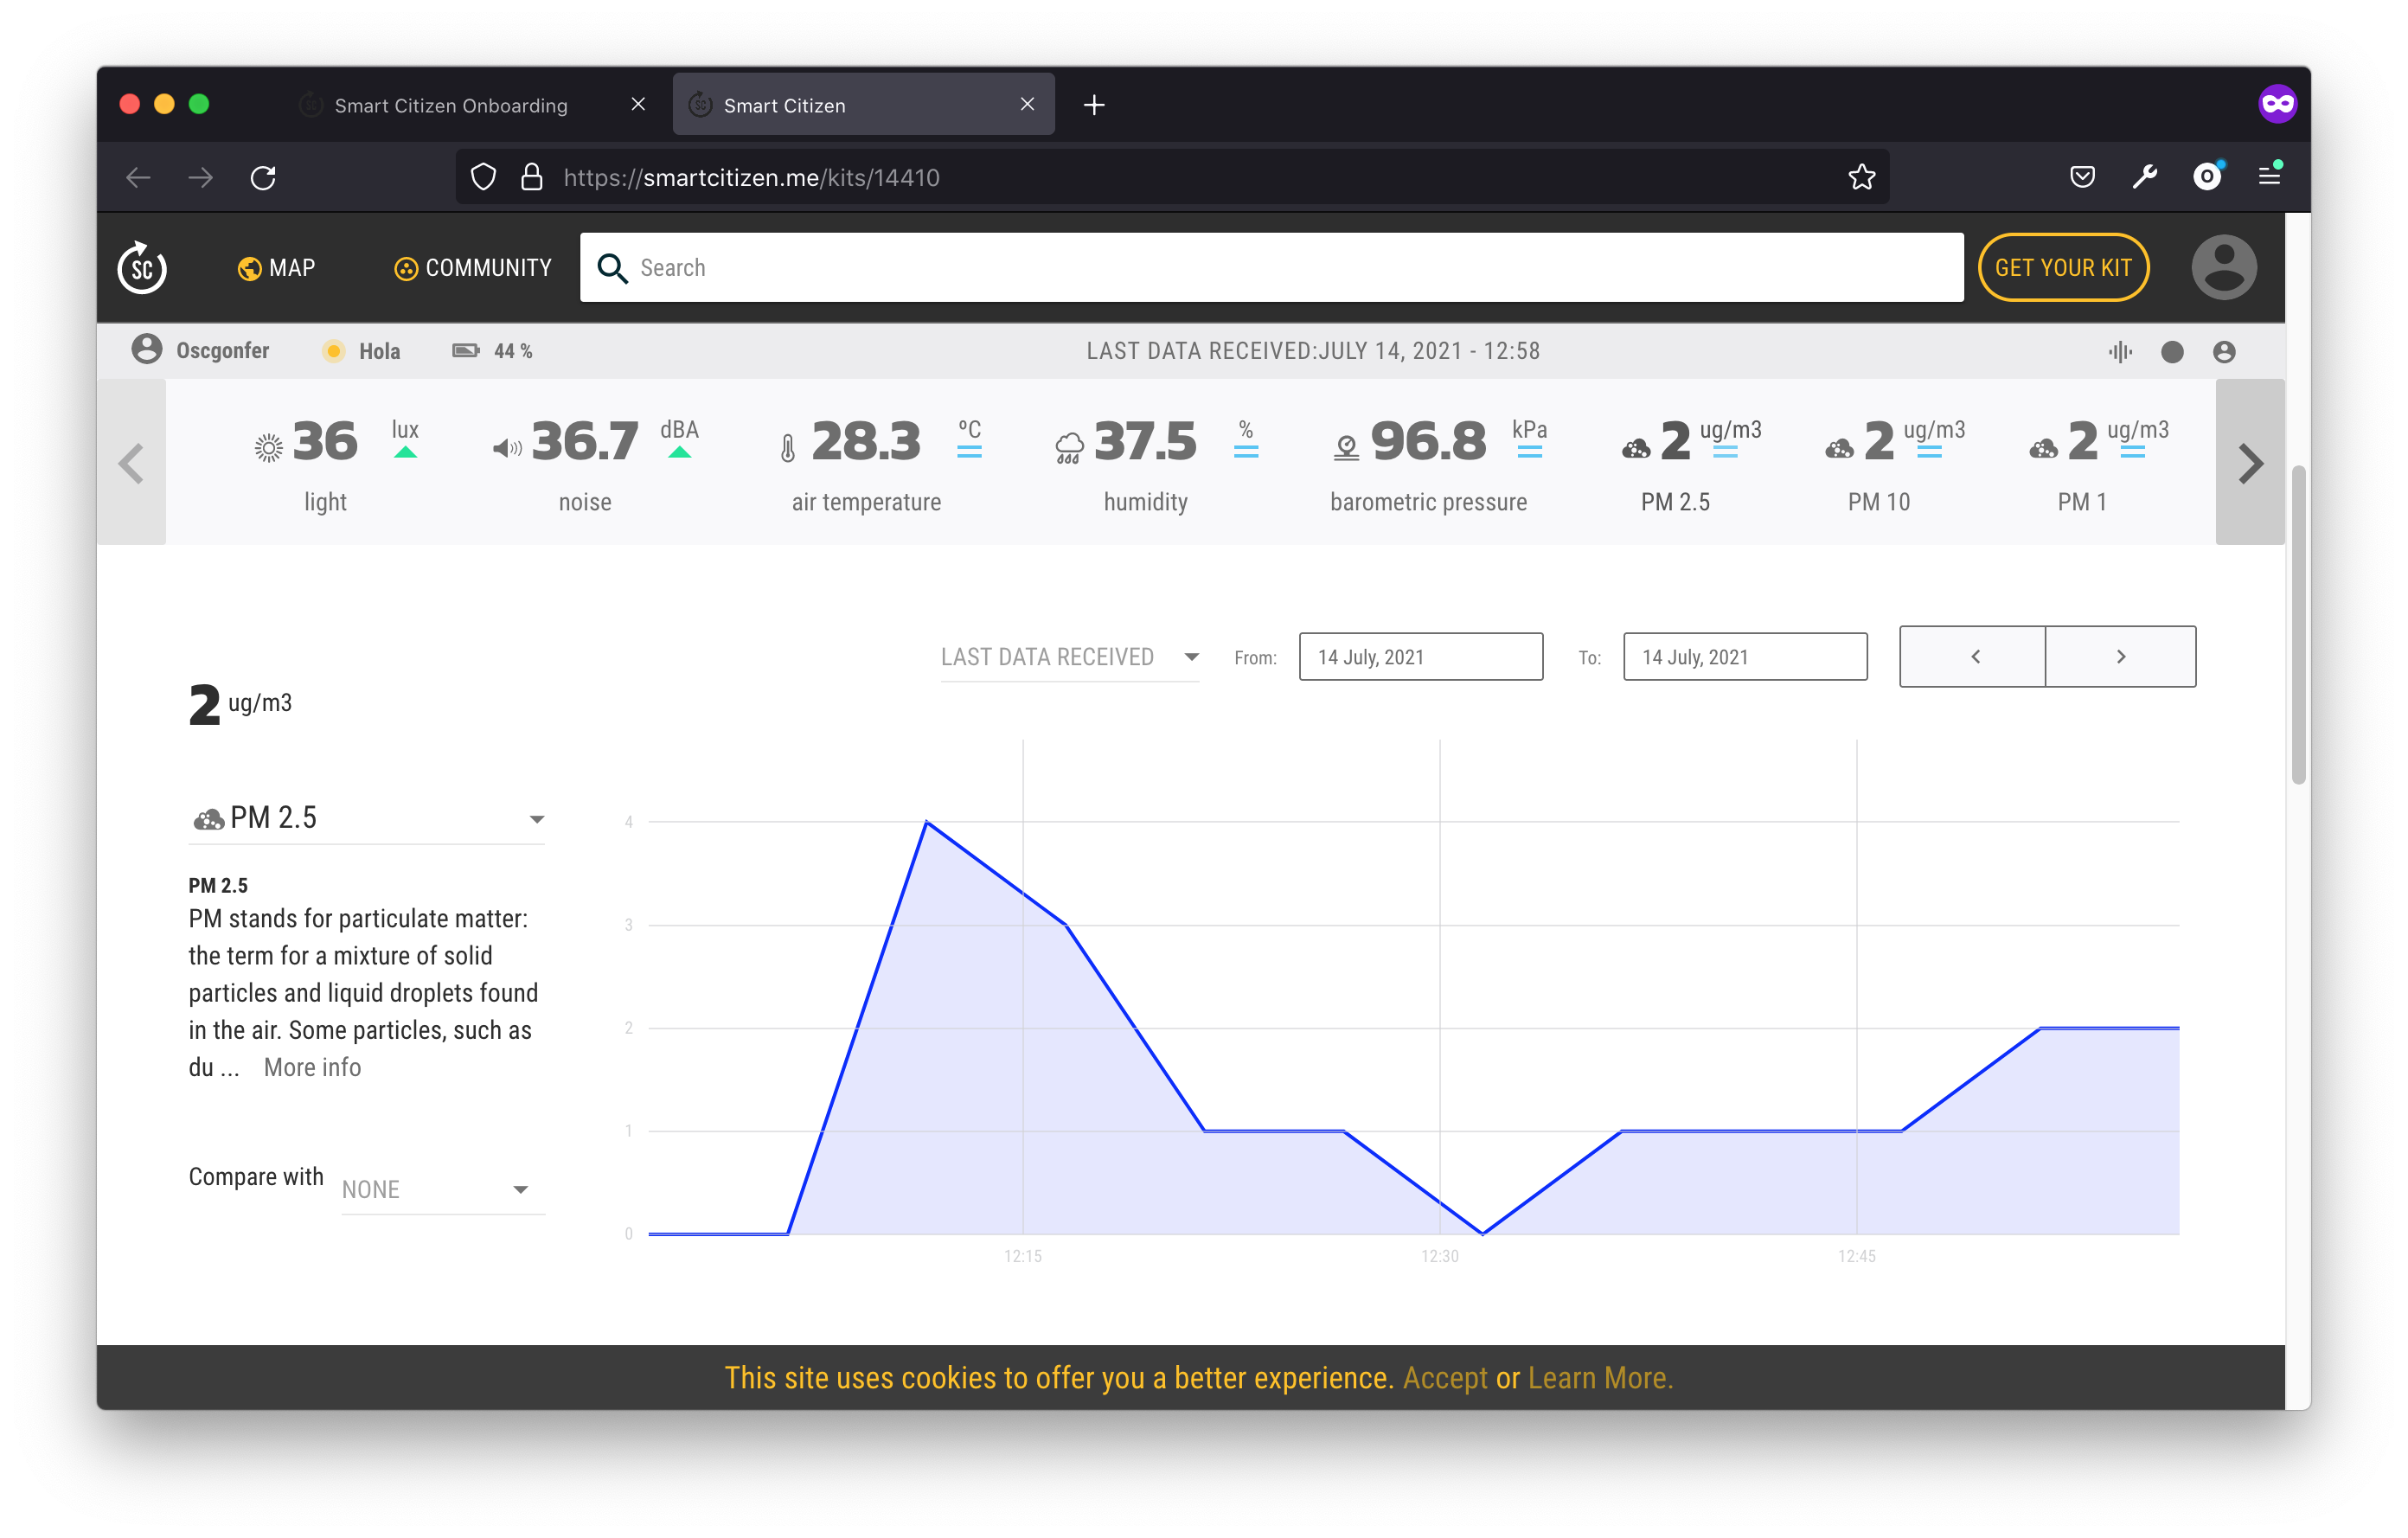 Smart Citizen Onboarding
Smart Citizen
https://smartcitizen.me/kits/14410
SC
MAP
COMMUNITY
Search
GET YOUR KIT
Oscgonfer
Hola
44 %
LAST DATA RECEIVED:JULY 14, 2021 - 12:58
36 lux
light
36.7 dBA
noise
28.3 ºC
air temperature
37.5 %
humidity
96.8 kPa
barometric pressure
2 ug/m3
PM 2.5
2 ug/m3
PM 10
2 ug/m3
PM 1
LAST DATA RECEIVED
From: 14 July, 2021
To: 14 July, 2021
2 ug/m3
PM 2.5
PM 2.5
PM stands for particulate matter:
the term for a mixture of solid
particles and liquid droplets found
in the air. Some particles, such as
du ... More info
Compare with NONE
4
3
2
1
0
12:15
12:30
12:45
This site uses cookies to offer you a better experience. Accept or Learn More.